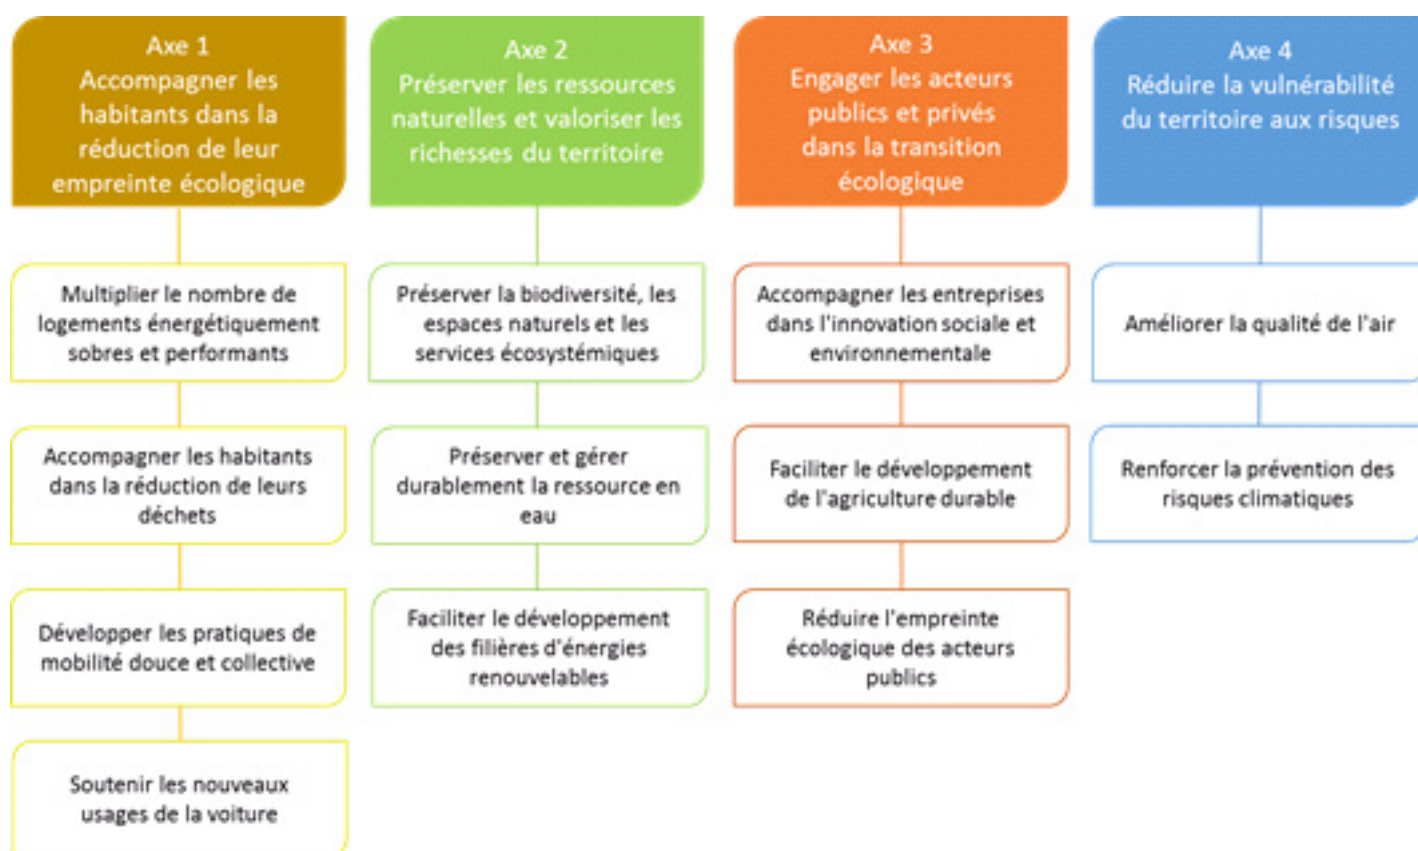 Axe 1
Accompagner les
habitants dans la
réduction de leur
empreinte écologique
Multiplier le nombre de
logements énergétiquement
sobres et performants
Accompagner les habitants
dans la réduction de leurs
déchets
Développer les pratiques de
mobilité douce et collective
Soutenir les nouveaux
usages de la voiture
Axe 2
Préserver les ressources
naturelles et valoriser les
richesses du territoire
Préserver la biodiversité, les
espaces naturels et les
services écosystémiques
Préserver et gérer
durablement la ressource en
eau
Faciliter le développement
des filières d'énergies
renouvelables
Axe 3
Engager les acteurs
publics et privés
dans la transition
écologique
Accompagner les entreprises
dans l'innovation sociale et
environnementale
Faciliter le développement
de l'agriculture durable
Réduire l'empreinte
écologique des acteurs
publics
Axe 4
Réduire la vulnérabilité
du territoire aux risques
Améliorer la qualité de l'air
Renforcer la prévention des
risques climatiques